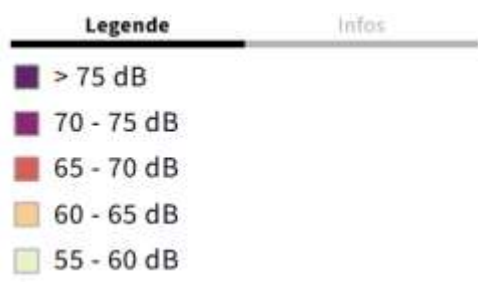 Legende Infos
> 75 dB
70 - 75 dB
65 - 70 dB
60 - 65 dB
55 - 60 dB